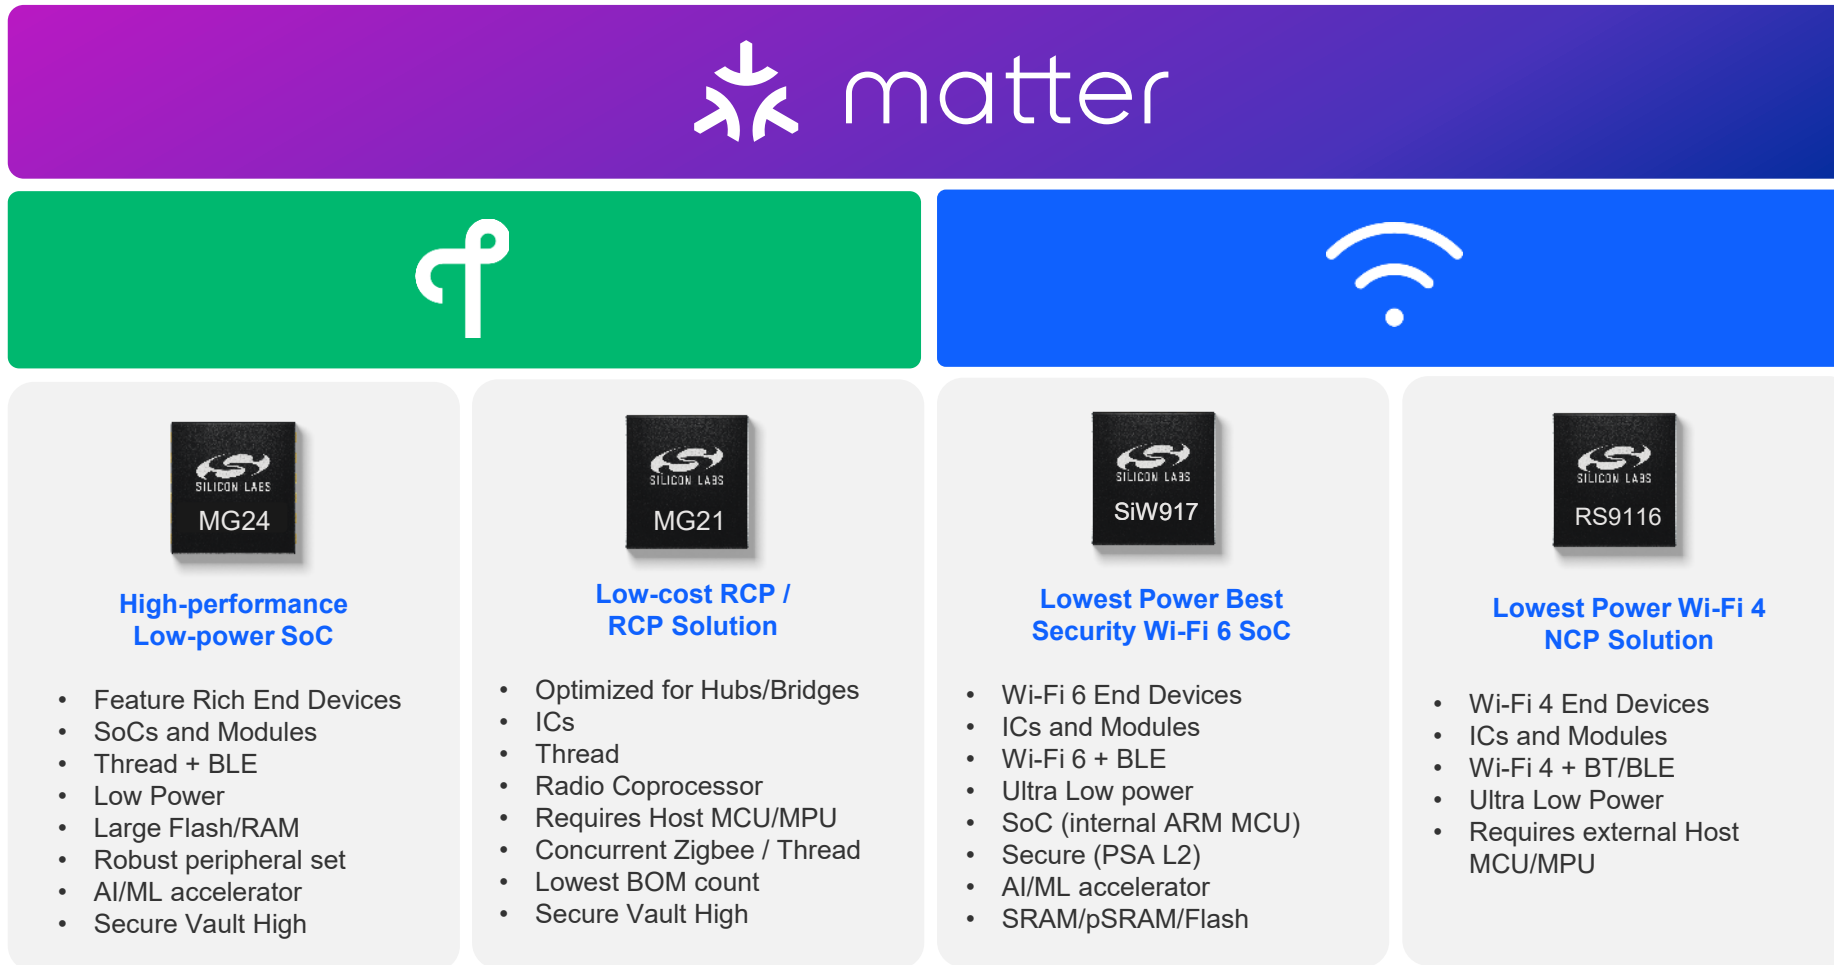 matter
SILICON LABS
MG24
High-performance
Low-power SoC
• Feature Rich End Devices
• SoCs and Modules
• Thread + BLE
• Low Power
• Large Flash/RAM
• Robust peripheral set
• AI/ML accelerator
• Secure Vault High
SILICON LABS
MG21
Low-cost RCP /
RCP Solution
• Optimized for Hubs/Bridges
• ICs
• Thread
• Radio Coprocessor
• Requires Host MCU/MPU
• Concurrent Zigbee / Thread
• Lowest BOM count
• Secure Vault High
SILICON LABS
SiW917
Lowest Power Best
Security Wi-Fi 6 SoC
• Wi-Fi 6 End Devices
• ICs and Modules
• Wi-Fi 6 + BLE
• Ultra Low power
• SoC (internal ARM MCU)
• Secure (PSA L2)
• AI/ML accelerator
• SRAM/pSRAM/Flash
SILICON LABS
RS9116
Lowest Power Wi-Fi 4
NCP Solution
• Wi-Fi 4 End Devices
• ICs and Modules
• Wi-Fi 4 + BT/BLE
• Ultra Low Power
• Requires external Host
MCU/MPU